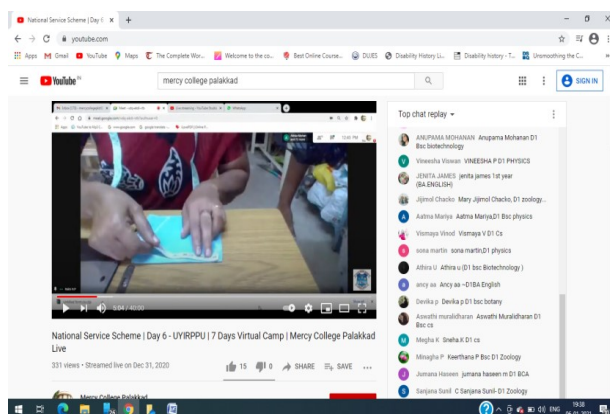 National Service Scheme | Day 6
youtube.com
Apps
Gmail
YouTube
Maps
The Complete Wor...
Welcome to the co...
Best Online Course...
DUJES
Disability History Li...
Disability history - T...
Unsmoothing the C...
YouTube
mercy college palakkad
SIGN IN
5:04 / 40:00
National Service Scheme | Day 6 - UYIRPPU | 7 Days Virtual Camp | Mercy College Palakkad
Live
331 views • Streamed live on Dec 31, 2020
15
0
SHARE
SAVE
Mercy College Palakkad
Top chat replay
ANUPAMA MOHANAN Anupama Mohanan D1
Bsc biotechnology
Vineesha Viswan VINEESHA P D1 PHYSICS
JENITA JAMES jenita james 1st year
(BA.ENGLISH)
Jijimol Chacko Mary Jijimol Chacko, D1 zoology...
Aatma Mariya Aatma Mariya,D1 Bsc physics
Vismaya Vinod Vismaya V D1 Cs
sona martin sona martin,D1 physics
Athira U Athira u (D1 bsc Biotechnology )
ancy aa Ancy aa ~D1BA English
Devika p Devika p D1 bsc botany
Aswathi muralidharan Aswathi Muralidharan D1
Bsc cs
Megha K Sneha.K D1 cs
Minagha P Keerthana P Bsc D1 Zoology
Jumana Haseen jumana haseen m D1 BCA
Sanjana Sunil C Sanjana Sunil- D1 Zoology
ENG
19:38